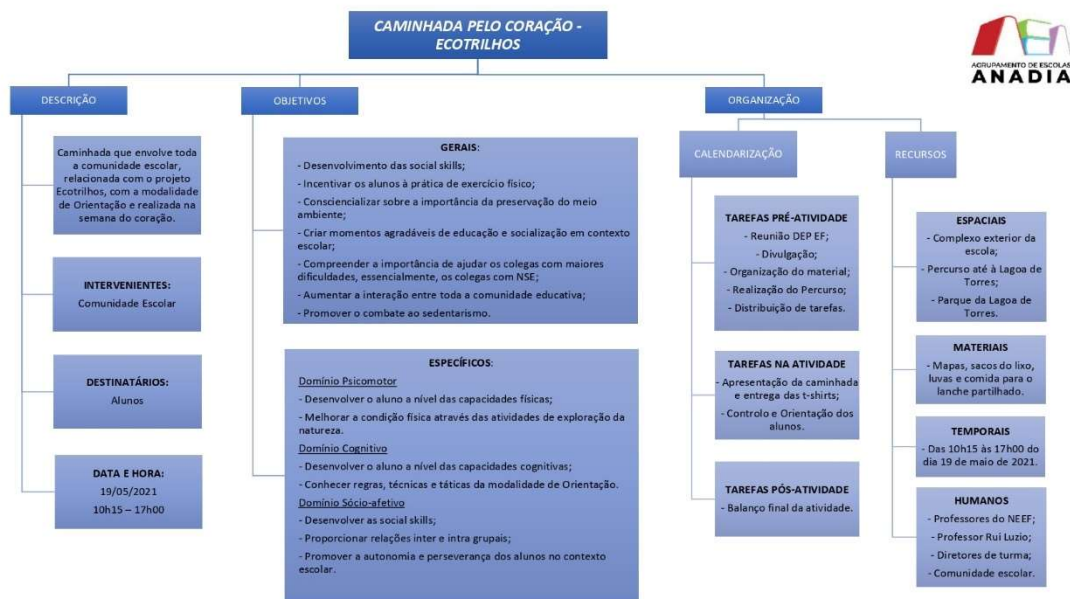 CAMINHADA PELO CORAÇÃO -
ECOTRILHOS
AGRUPAMENTO DE ESCOLAS
ANADIA
DESCRIÇÃO
Caminhada que envolve toda
a comunidade escolar,
relacionada com o projeto
Ecotrilhos, com a modalidade
de Orientação e realizada na
semana do coração.
INTERVENIENTES:
Comunidade Escolar
DESTINATÁRIOS:
Alunos
DATA E HORA:
19/05/2021
10h15 – 17h00
OBJETIVOS
GERAIS:
- Desenvolvimento das social skills;
- Incentivar os alunos à prática de exercício físico;
- Consciencializar sobre a importância da preservação do meio
ambiente;
- Criar momentos agradáveis de educação e socialização em contexto
escolar;
- Compreender a importância de ajudar os colegas com maiores
dificuldades, essencialmente, os colegas com NSE;
- Aumentar a interação entre toda a comunidade educativa;
- Promover o combate ao sedentarismo.
ESPECÍFICOS:
Domínio Psicomotor
- Desenvolver o aluno a nível das capacidades físicas;
- Melhorar a condição física através das atividades de exploração da
natureza.
Domínio Cognitivo
- Desenvolver o aluno a nível das capacidades cognitivas;
- Conhecer regras, técnicas e táticas da modalidade de Orientação.
Domínio Sócio-afetivo
- Desenvolver as social skills;
- Proporcionar relações inter e intra grupais;
- Promover a autonomia e perseverança dos alunos no contexto
escolar.
ORGANIZAÇÃO
CALENDARIZAÇÃO
TAREFAS PRÉ-ATIVIDADE
- Reunião DEP EF;
- Divulgação;
- Organização do material;
- Realização do Percurso;
- Distribuição de tarefas.
TAREFAS NA ATIVIDADE
- Apresentação da caminhada
e entrega das t-shirts;
- Controlo e Orientação dos
alunos.
TAREFAS PÓS-ATIVIDADE
- Balanço final da atividade.
RECURSOS
ESPACIAIS
- Complexo exterior da
escola;
- Percurso até à Lagoa de
Torres;
- Parque da Lagoa de
Torres.
MATERIAIS
- Mapas, sacos do lixo,
luvas e comida para o
lanche partilhado.
TEMPORAIS
- Das 10h15 às 17h00 do
dia 19 de maio de 2021.
HUMANOS
- Professores do NEEF;
- Professor Rui Luzio;
- Diretores de turma;
- Comunidade escolar.